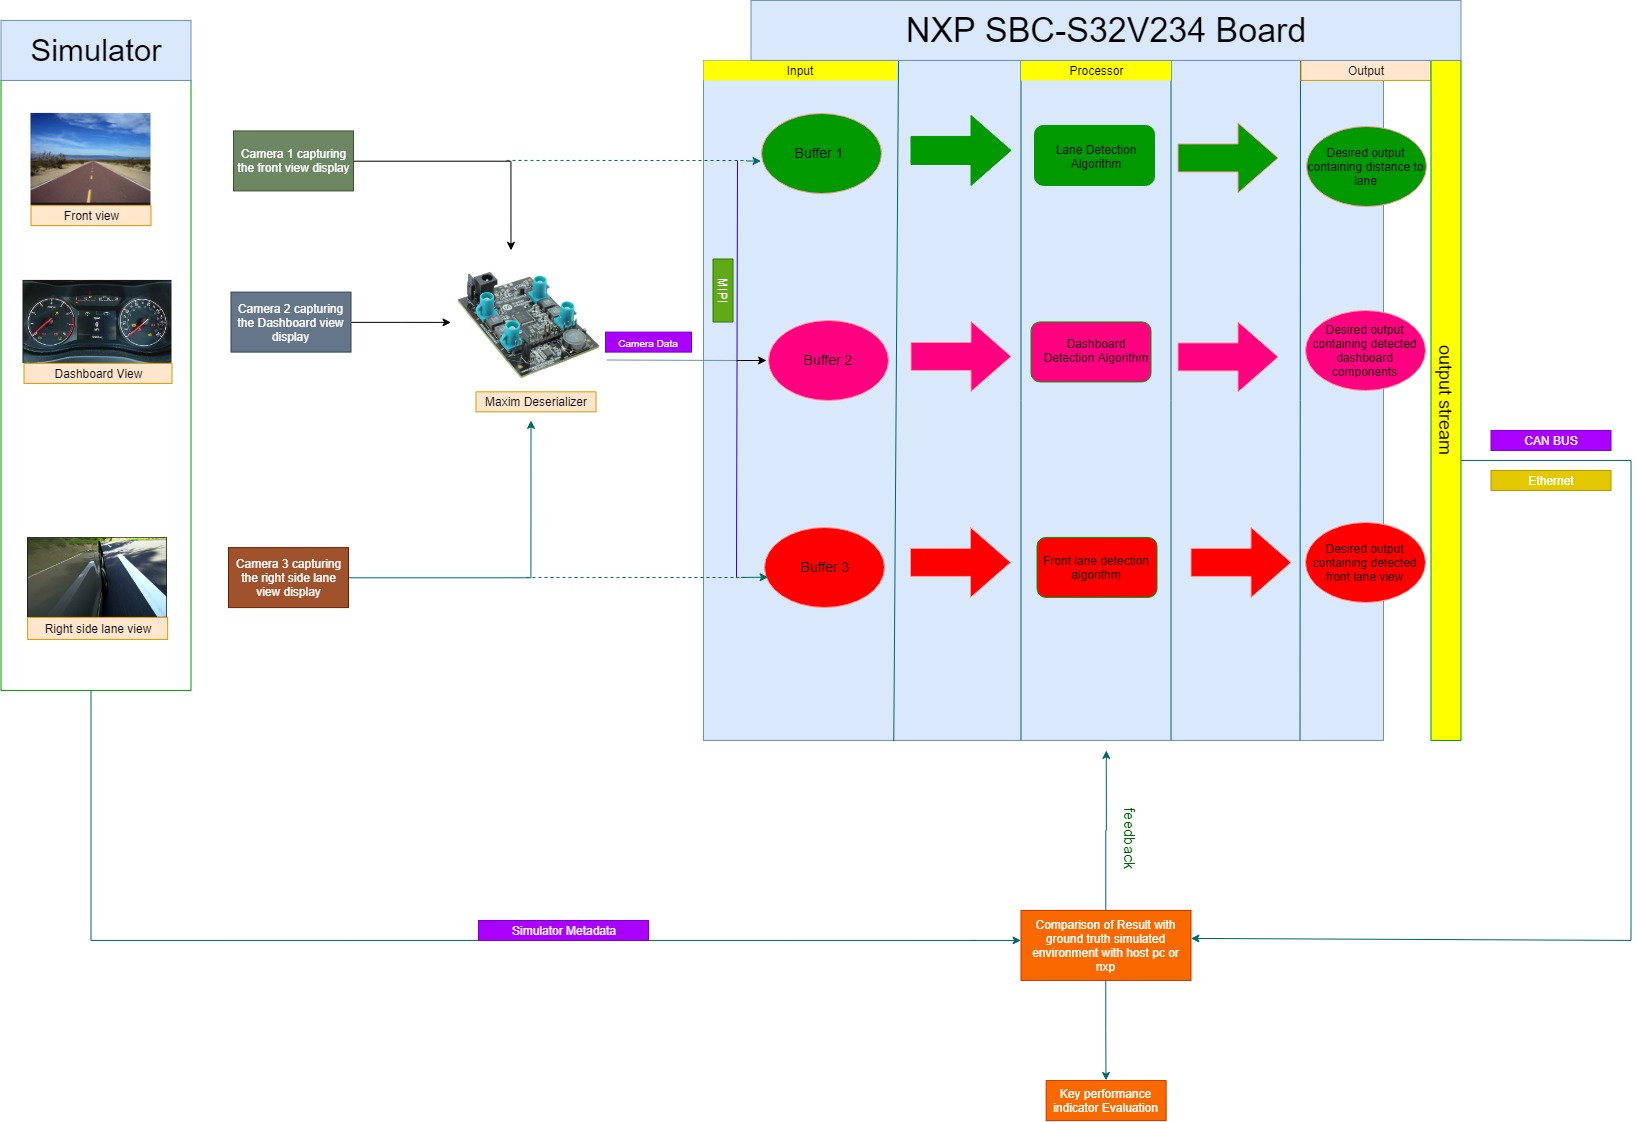 NXP SBC-S32V234 Board
Simulator
Input
Processor
Output
Front view
Camera 1 capturing
the front view display
Buffer 1
Lane Detection
Algorithm
Desired output
containing distance to
lane
MIPI
Dashboard View
Camera 2 capturing
the Dashboard view
display
Camera Data
Maxim Deserializer
Buffer 2
Dashboard
Detection Algorithm
Desired output
containing detected
dashboard
components
output stream
CAN BUS
Ethernet
Right side lane view
Camera 3 capturing
the right side lane
view display
Buffer 3
Front lane detection
algorithm
Desired output
containing detected
front lane view
feedback
Simulator Metadata
Comparison of Result with
ground truth simulated
environment with host pc or
nxp
Key performance
indicator Evaluation